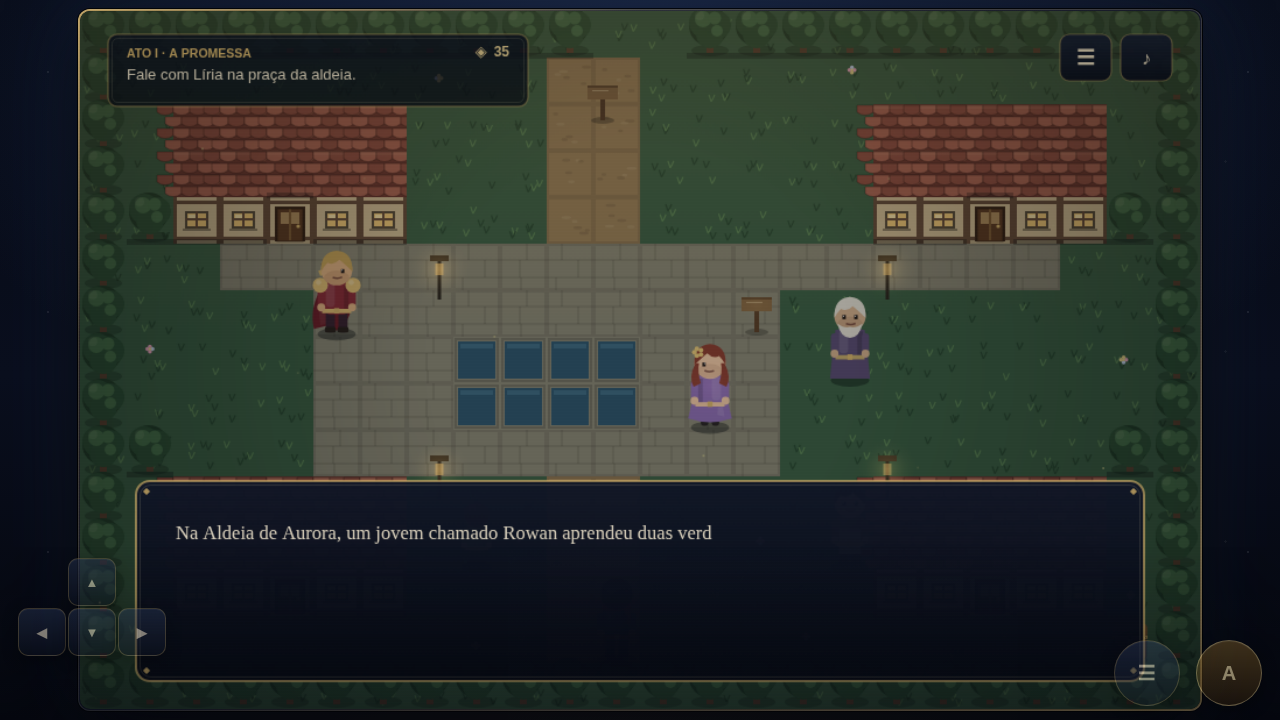 ATO I · A PROMESSA
35
Fale com Líria na praça da aldeia.
Na Aldeia de Aurora, um jovem chamado Rowan aprendeu duas verd
A